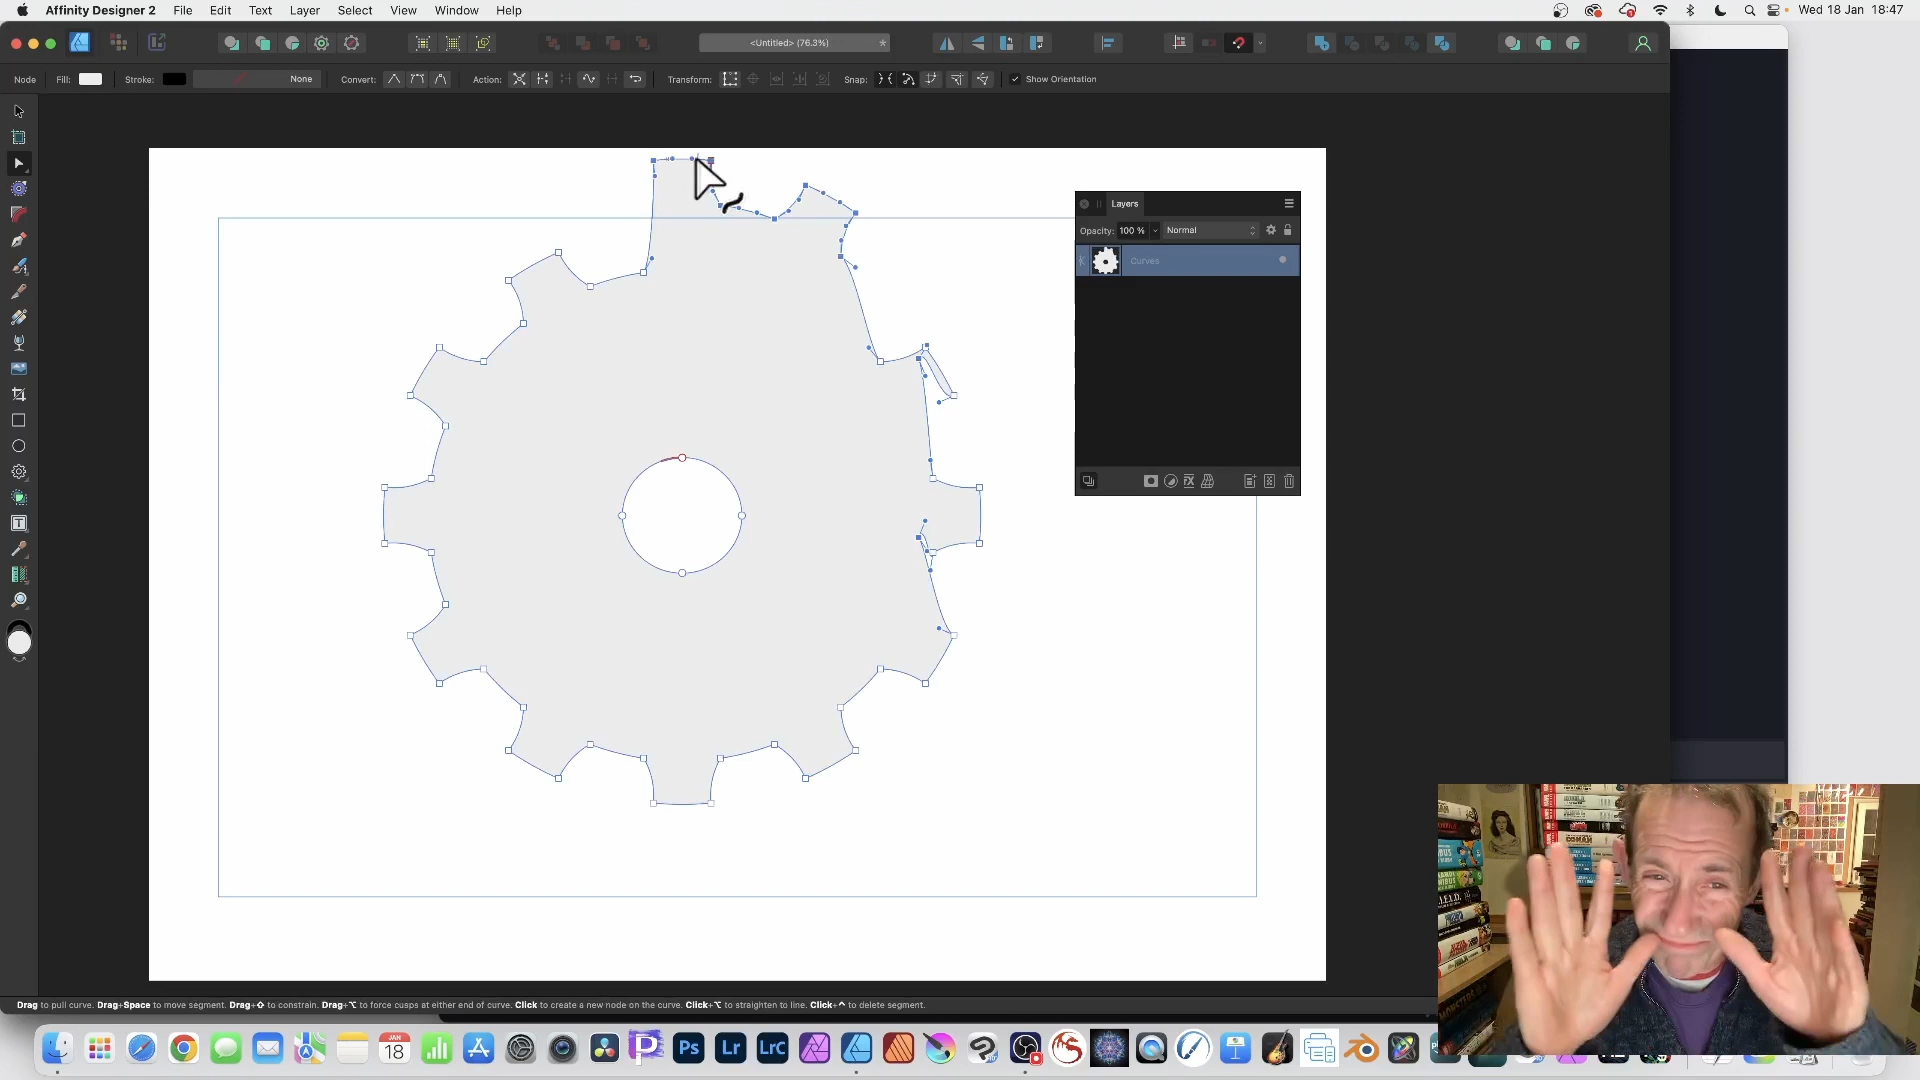 Affinity Designer 2 File Edit Text Layer Select View Window Help Wed 18 Jan 18:47
<Untitled> (76.3%)
Node Fill: Stroke: None Convert: Action: Transform: Snap: Show Orientation
Layers
Opacity: 100 % Normal
Curves
Drag to pull curve. Drag+Space to move segment. Drag+⇧ to constrain. Drag+⌥ to force cusps at either end of curve. Click to create a new node on the curve. Click+⌥ to straighten to line. Click+^ to delete segment.
JAN
18
Ps Lr LrC